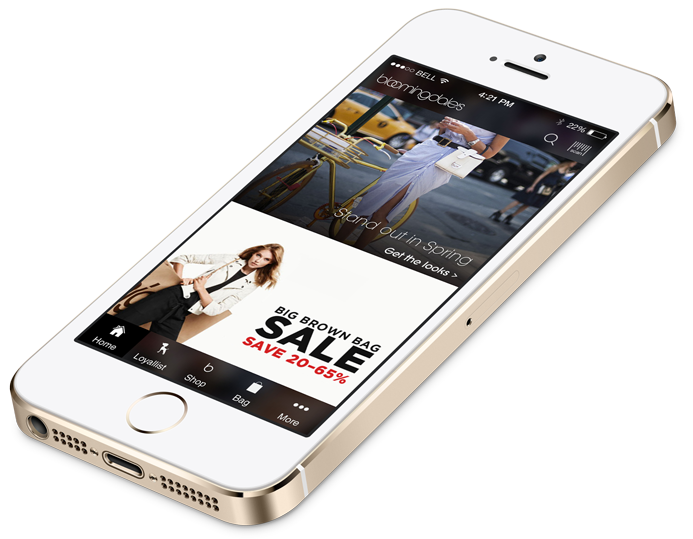 BELL
4:21 PM
22%
bloomingdales
Stand out in Spring
Get the looks >
BIG BROWN BAG
SALE
SAVE 20-65%
Home
Loyallist
Shop
Bag
More